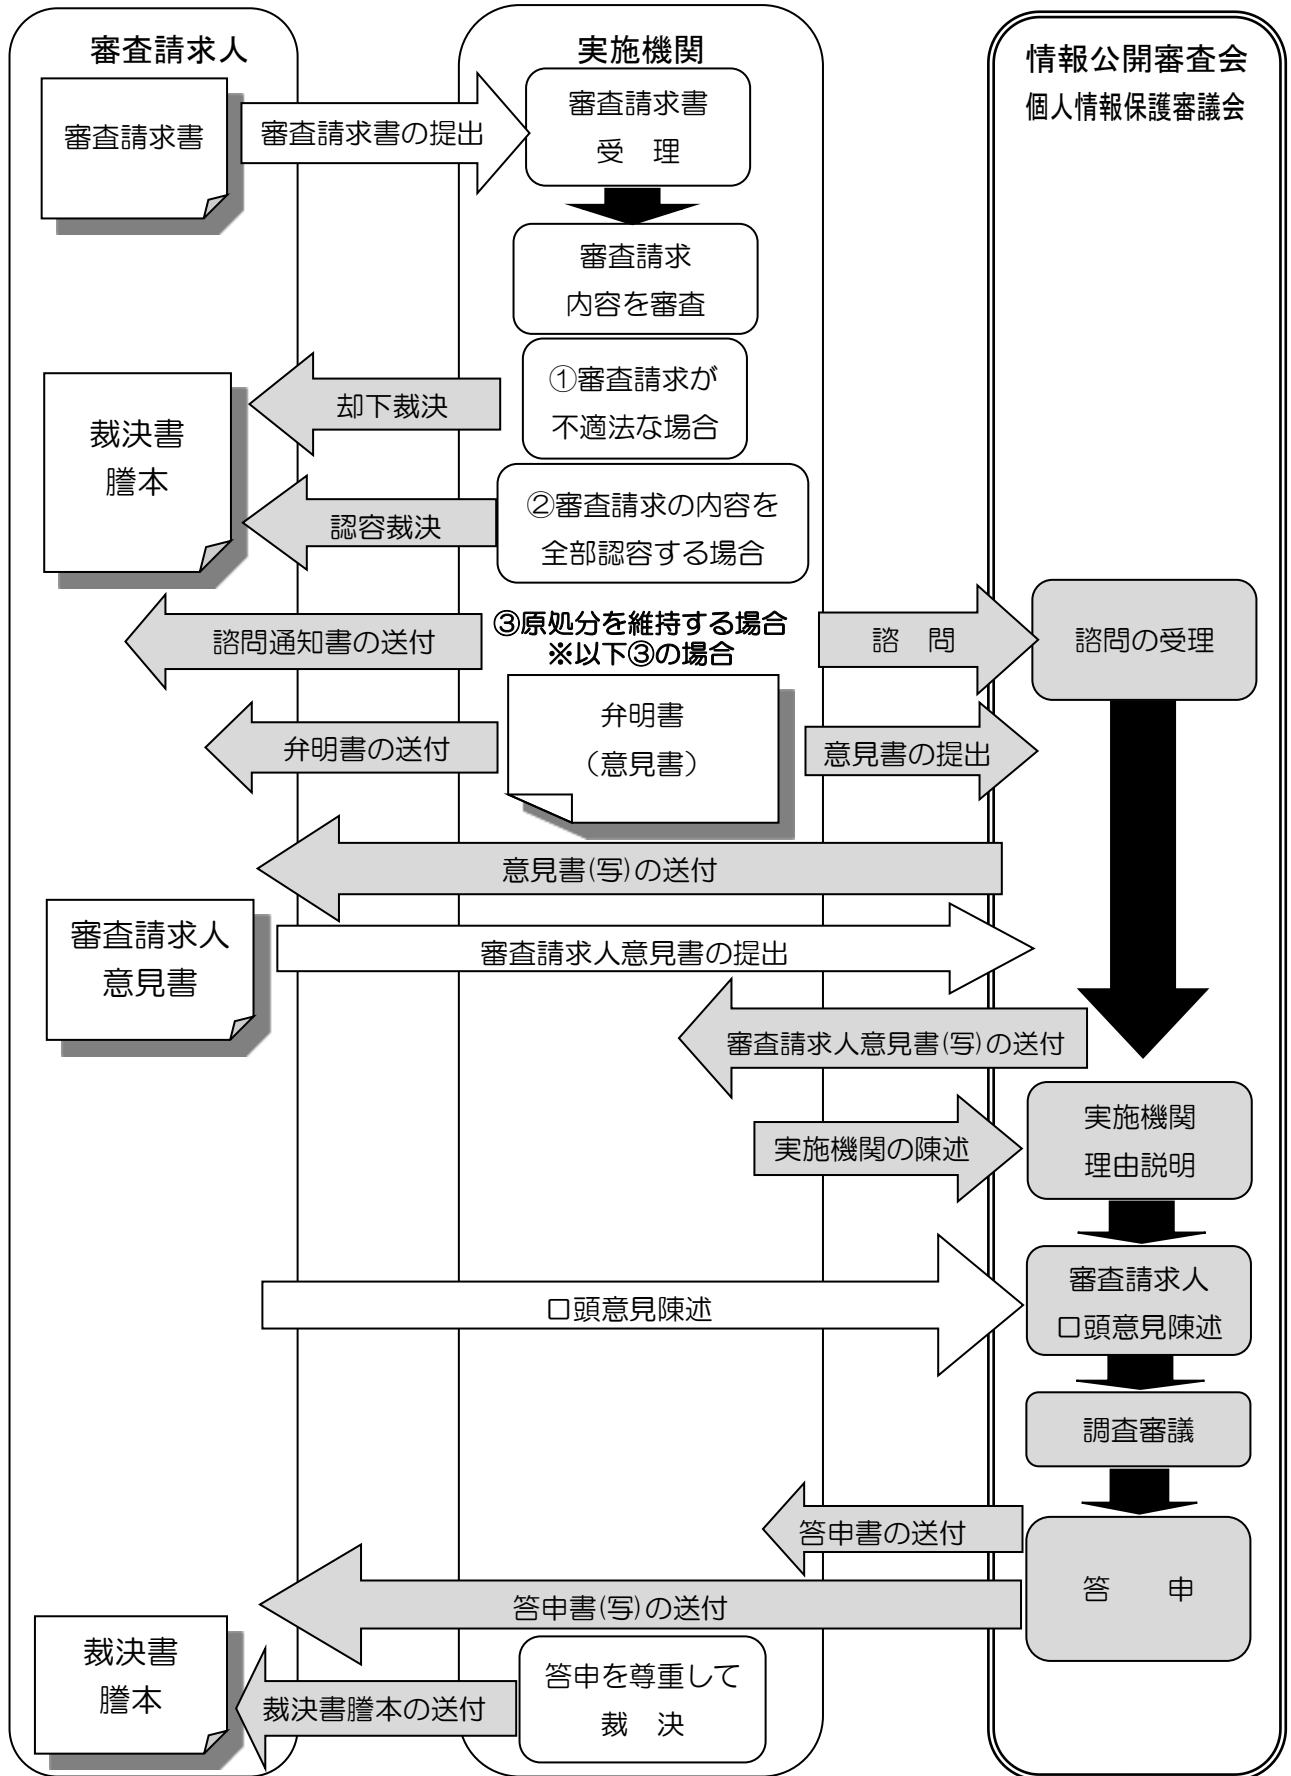 審査請求人
実施機関
情報公開審査会
個人情報保護審議会
審査請求書
審査請求書の提出
審査請求書
受　理
審査請求
内容を審査
①審査請求が
不適法な場合
却下裁決
裁決書
謄本
②審査請求の内容を
全部認容する場合
認容裁決
③原処分を維持する場合
※以下③の場合
諮問通知書の送付
諮　問
諮問の受理
弁明書
（意見書）
弁明書の送付
意見書の提出
意見書(写)の送付
審査請求人
意見書
審査請求人意見書の提出
審査請求人意見書(写)の送付
実施機関の陳述
実施機関
理由説明
口頭意見陳述
審査請求人
口頭意見陳述
調査審議
答申書の送付
答　申
答申書(写)の送付
答申を尊重して
裁　決
裁決書謄本の送付
裁決書
謄本